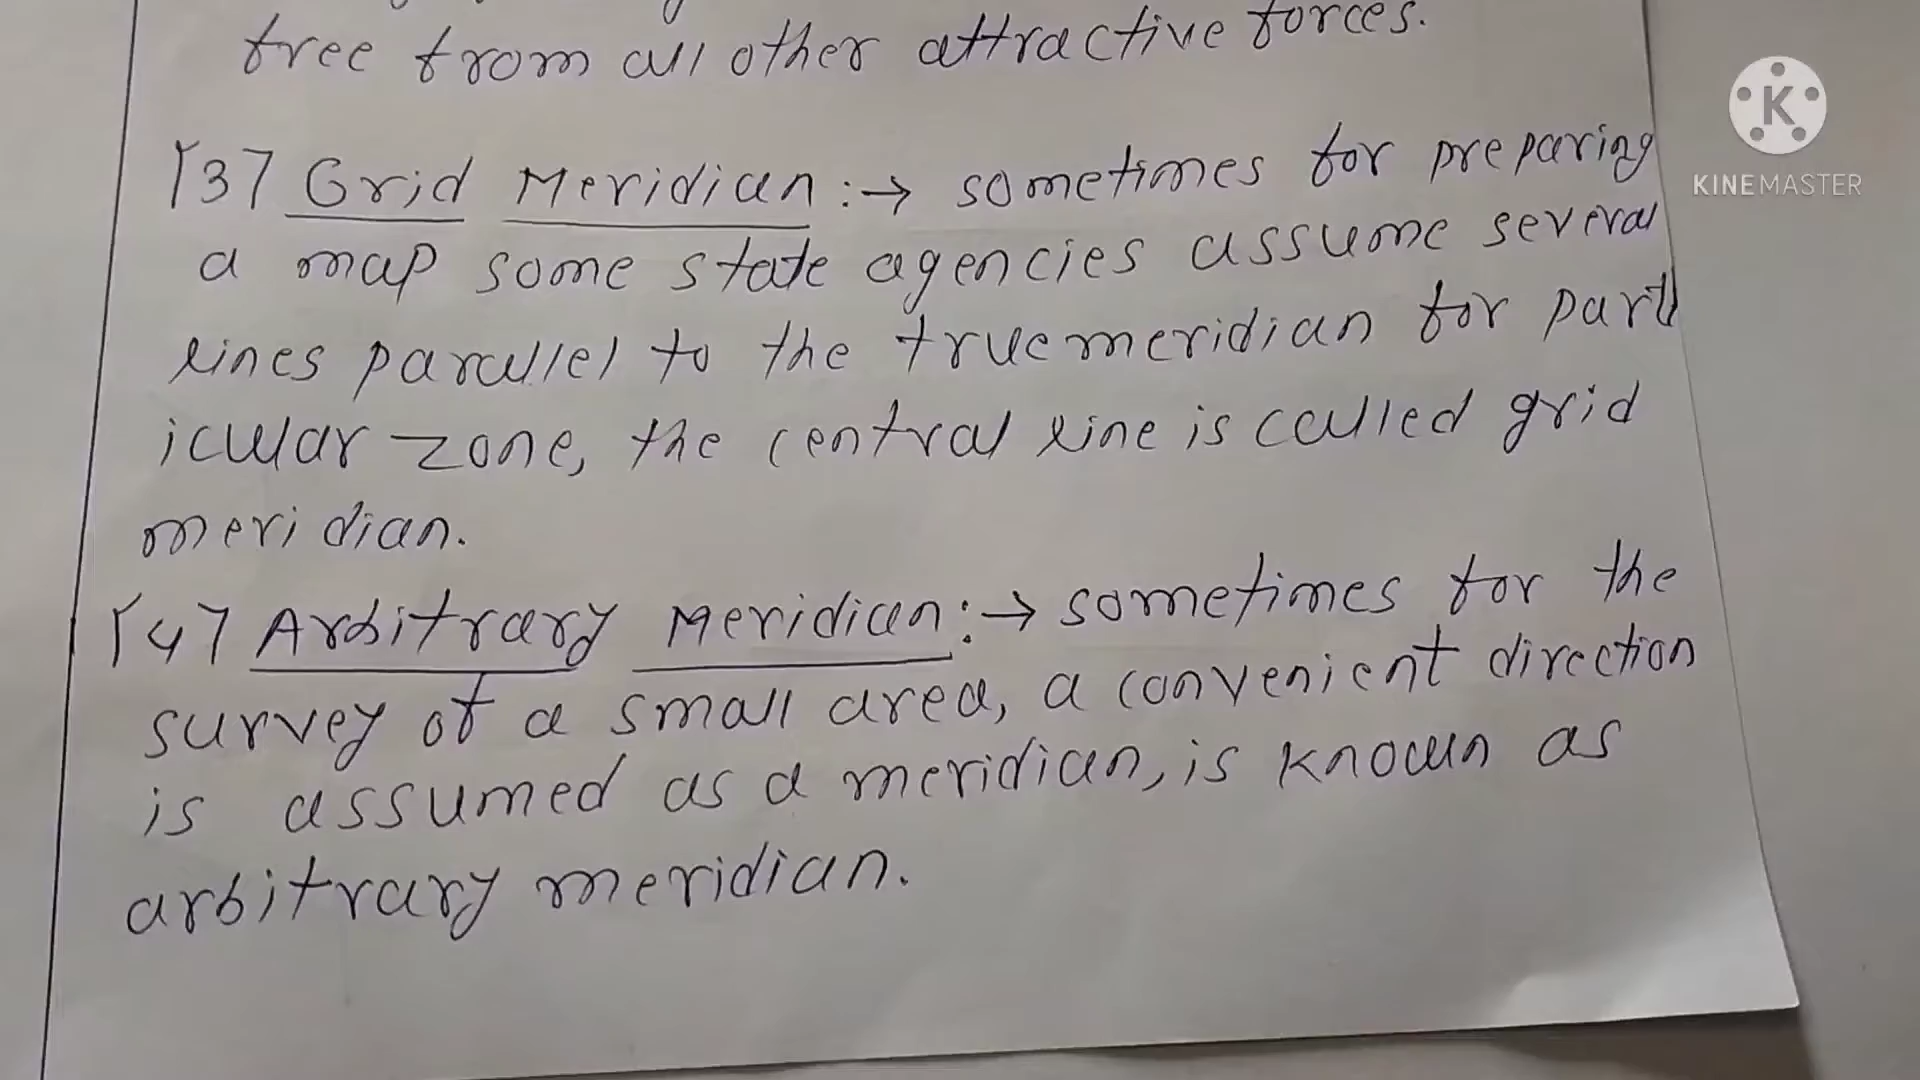 free from all other attractive forces.
[3] Grid Meridian :→ sometimes for preparing
a map some state agencies assume several
lines parallel to the true meridian for part
icular zone, the central line is called grid
meridian.
[4] Arbitrary Meridian :→ sometimes for the
survey of a small area, a convenient direction
is assumed as a meridian, is known as
arbitrary meridian.
K
KINEMASTER